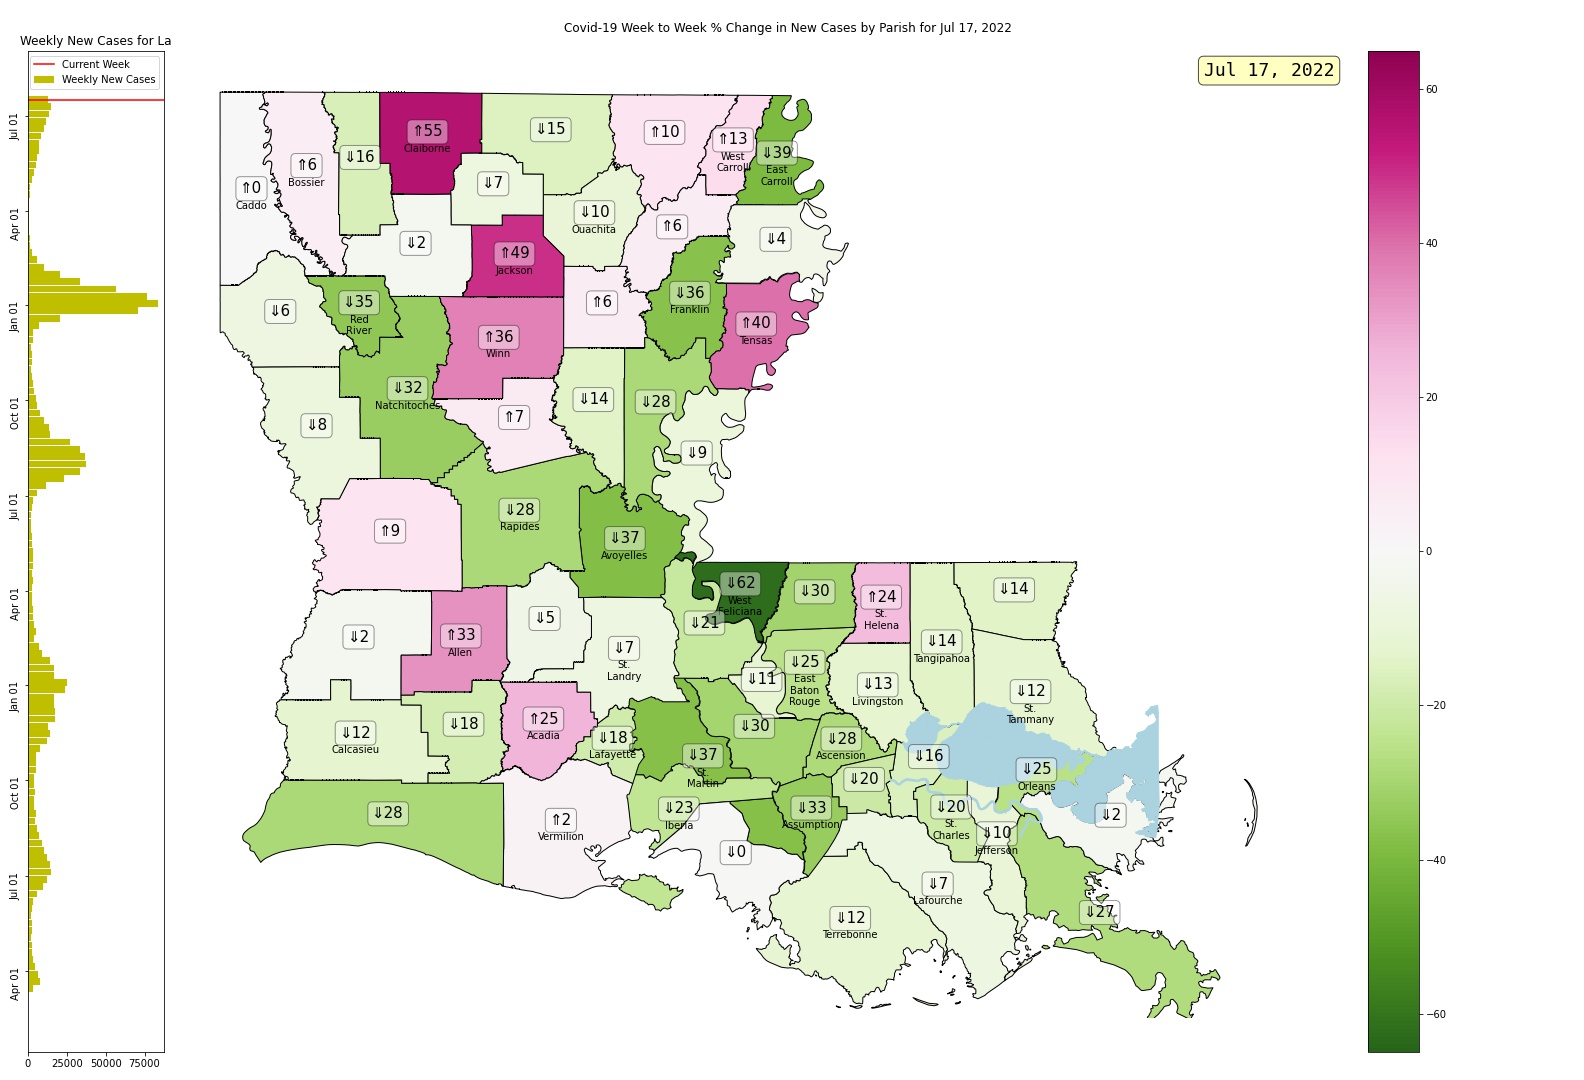 Covid-19 Week to Week % Change in New Cases by Parish for Jul 17, 2022
Weekly New Cases for La
Current Week
Weekly New Cases
Jul 01
Apr 01
Jan 01
Oct 01
Jul 01
Apr 01
Jan 01
Oct 01
Jul 01
Apr 01
0 25000 50000 75000
Jul 17, 2022
⇑0
Caddo
⇑6
Bossier
⇓16
⇑55
Claiborne
⇓15
⇑10
⇑13
West
Carroll
⇓39
East
Carroll
⇓7
⇓2
⇓10
Ouachita
⇑6
⇓4
⇑49
Jackson
⇓6
⇓35
Red
River
⇑36
Winn
⇑6
⇓36
Franklin
⇑40
Tensas
⇓32
Natchitoches
⇓8
⇑7
⇓14
⇓28
⇓9
⇑9
⇓28
Rapides
⇓37
Avoyelles
⇓62
West
Feliciana
⇓30
⇑24
St.
Helena
⇓14
Tangipahoa
⇓14
⇓2
⇑33
Allen
⇓5
⇓7
St.
Landry
⇓21
⇓11
⇓25
East
Baton
Rouge
⇓13
Livingston
⇓12
St.
Tammany
⇓12
Calcasieu
⇓18
⇑25
Acadia
⇓18
Lafayette
⇓37
St.
Martin
⇓30
⇓28
Ascension
⇓16
⇓25
Orleans
⇓20
⇓28
⇑2
Vermilion
⇓23
Iberia
⇓33
Assumption
⇓20
St.
Charles
⇓10
Jefferson
⇓2
⇓0
⇓7
Lafourche
⇓12
Terrebonne
⇓27
60
40
20
0
−20
−40
−60